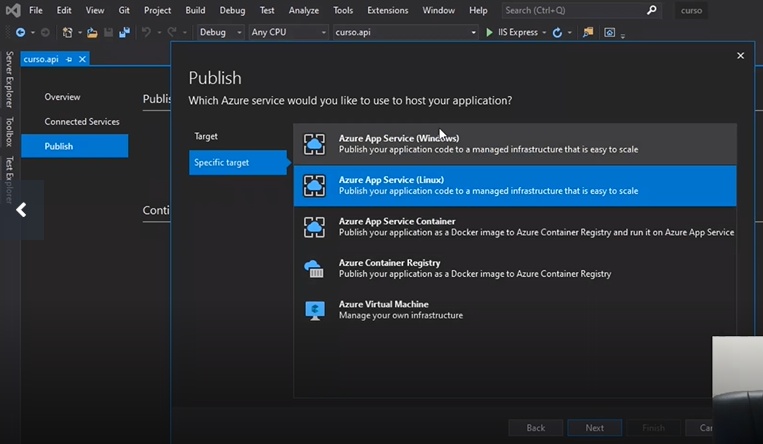 File Edit View Git Project Build Debug Test Analyze Tools Extensions Window Help Search (Ctrl+Q) curso
Debug Any CPU curso.api IIS Express
Server Explorer
Toolbox
Test Explorer
curso.api
Overview
Connected Services
Publish
Publis
Conti
Publish
Which Azure service would you like to use to host your application?
Target
Specific target
Azure App Service (Windows)
Publish your application code to a managed infrastructure that is easy to scale
Azure App Service (Linux)
Publish your application code to a managed infrastructure that is easy to scale
Azure App Service Container
Publish your application as a Docker image to Azure Container Registry and run it on Azure App Service
Azure Container Registry
Publish your application as a Docker image to Azure Container Registry
Azure Virtual Machine
Manage your own infrastructure
Back Next Finish Ca